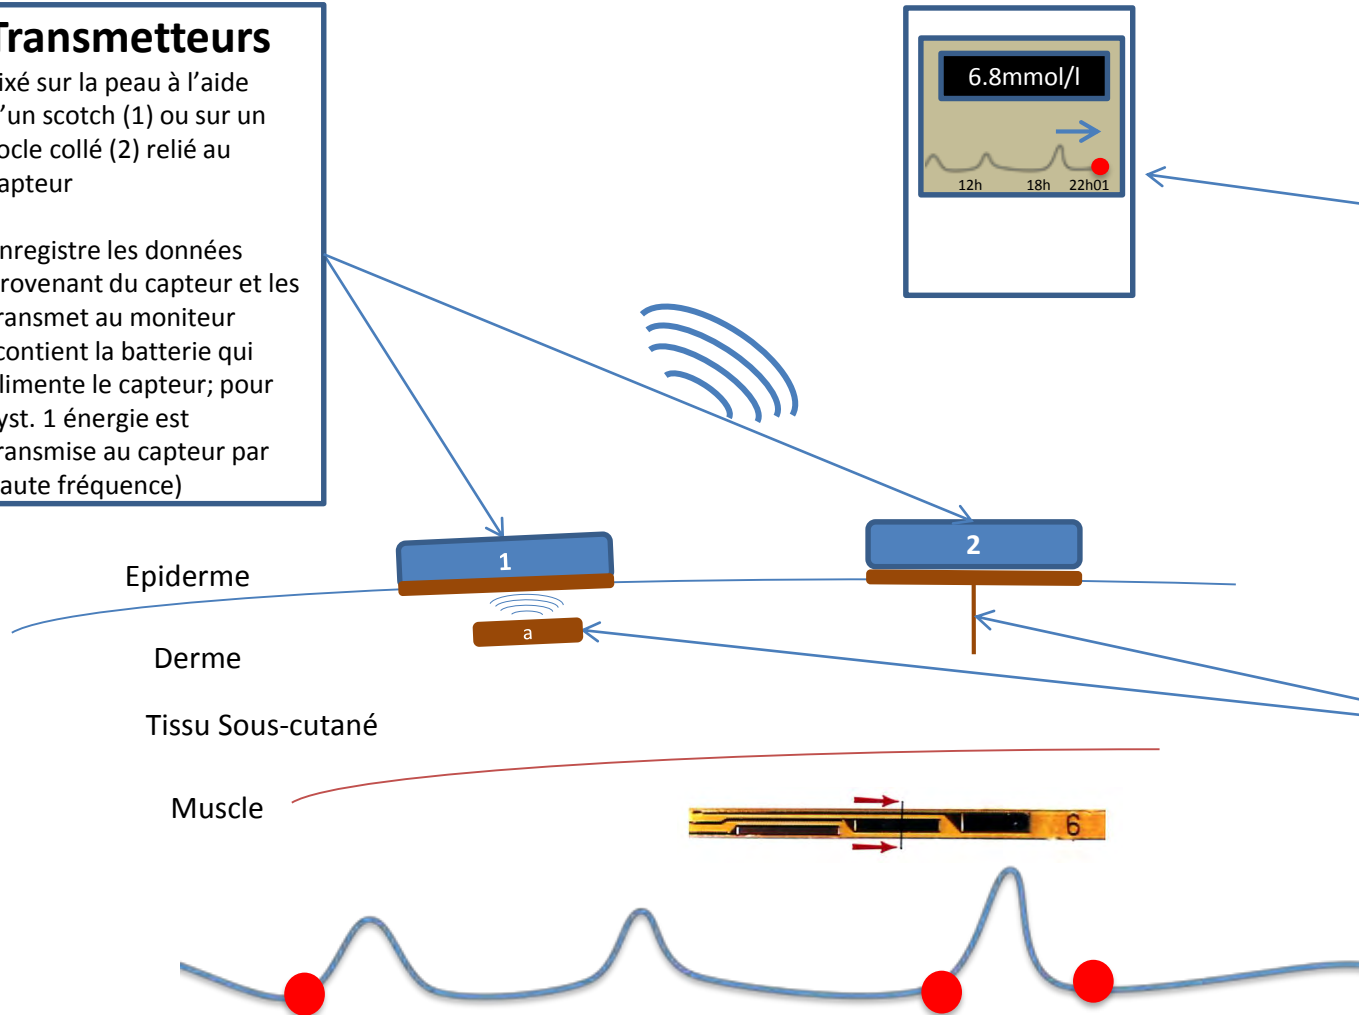 Transmetteurs
ixé sur la peau à l’aide
’un scotch (1) ou sur un
ocle collé (2) relié au
apteur
nregistre les données
rovenant du capteur et les
ransmet au moniteur
contient la batterie qui
limente le capteur; pour
yst. 1 énergie est
ransmise au capteur par
aute fréquence)
6.8mmol/l
12h 18h 22h01
1
2
Epiderme
a
Derme
Tissu Sous-cutané
Muscle
6